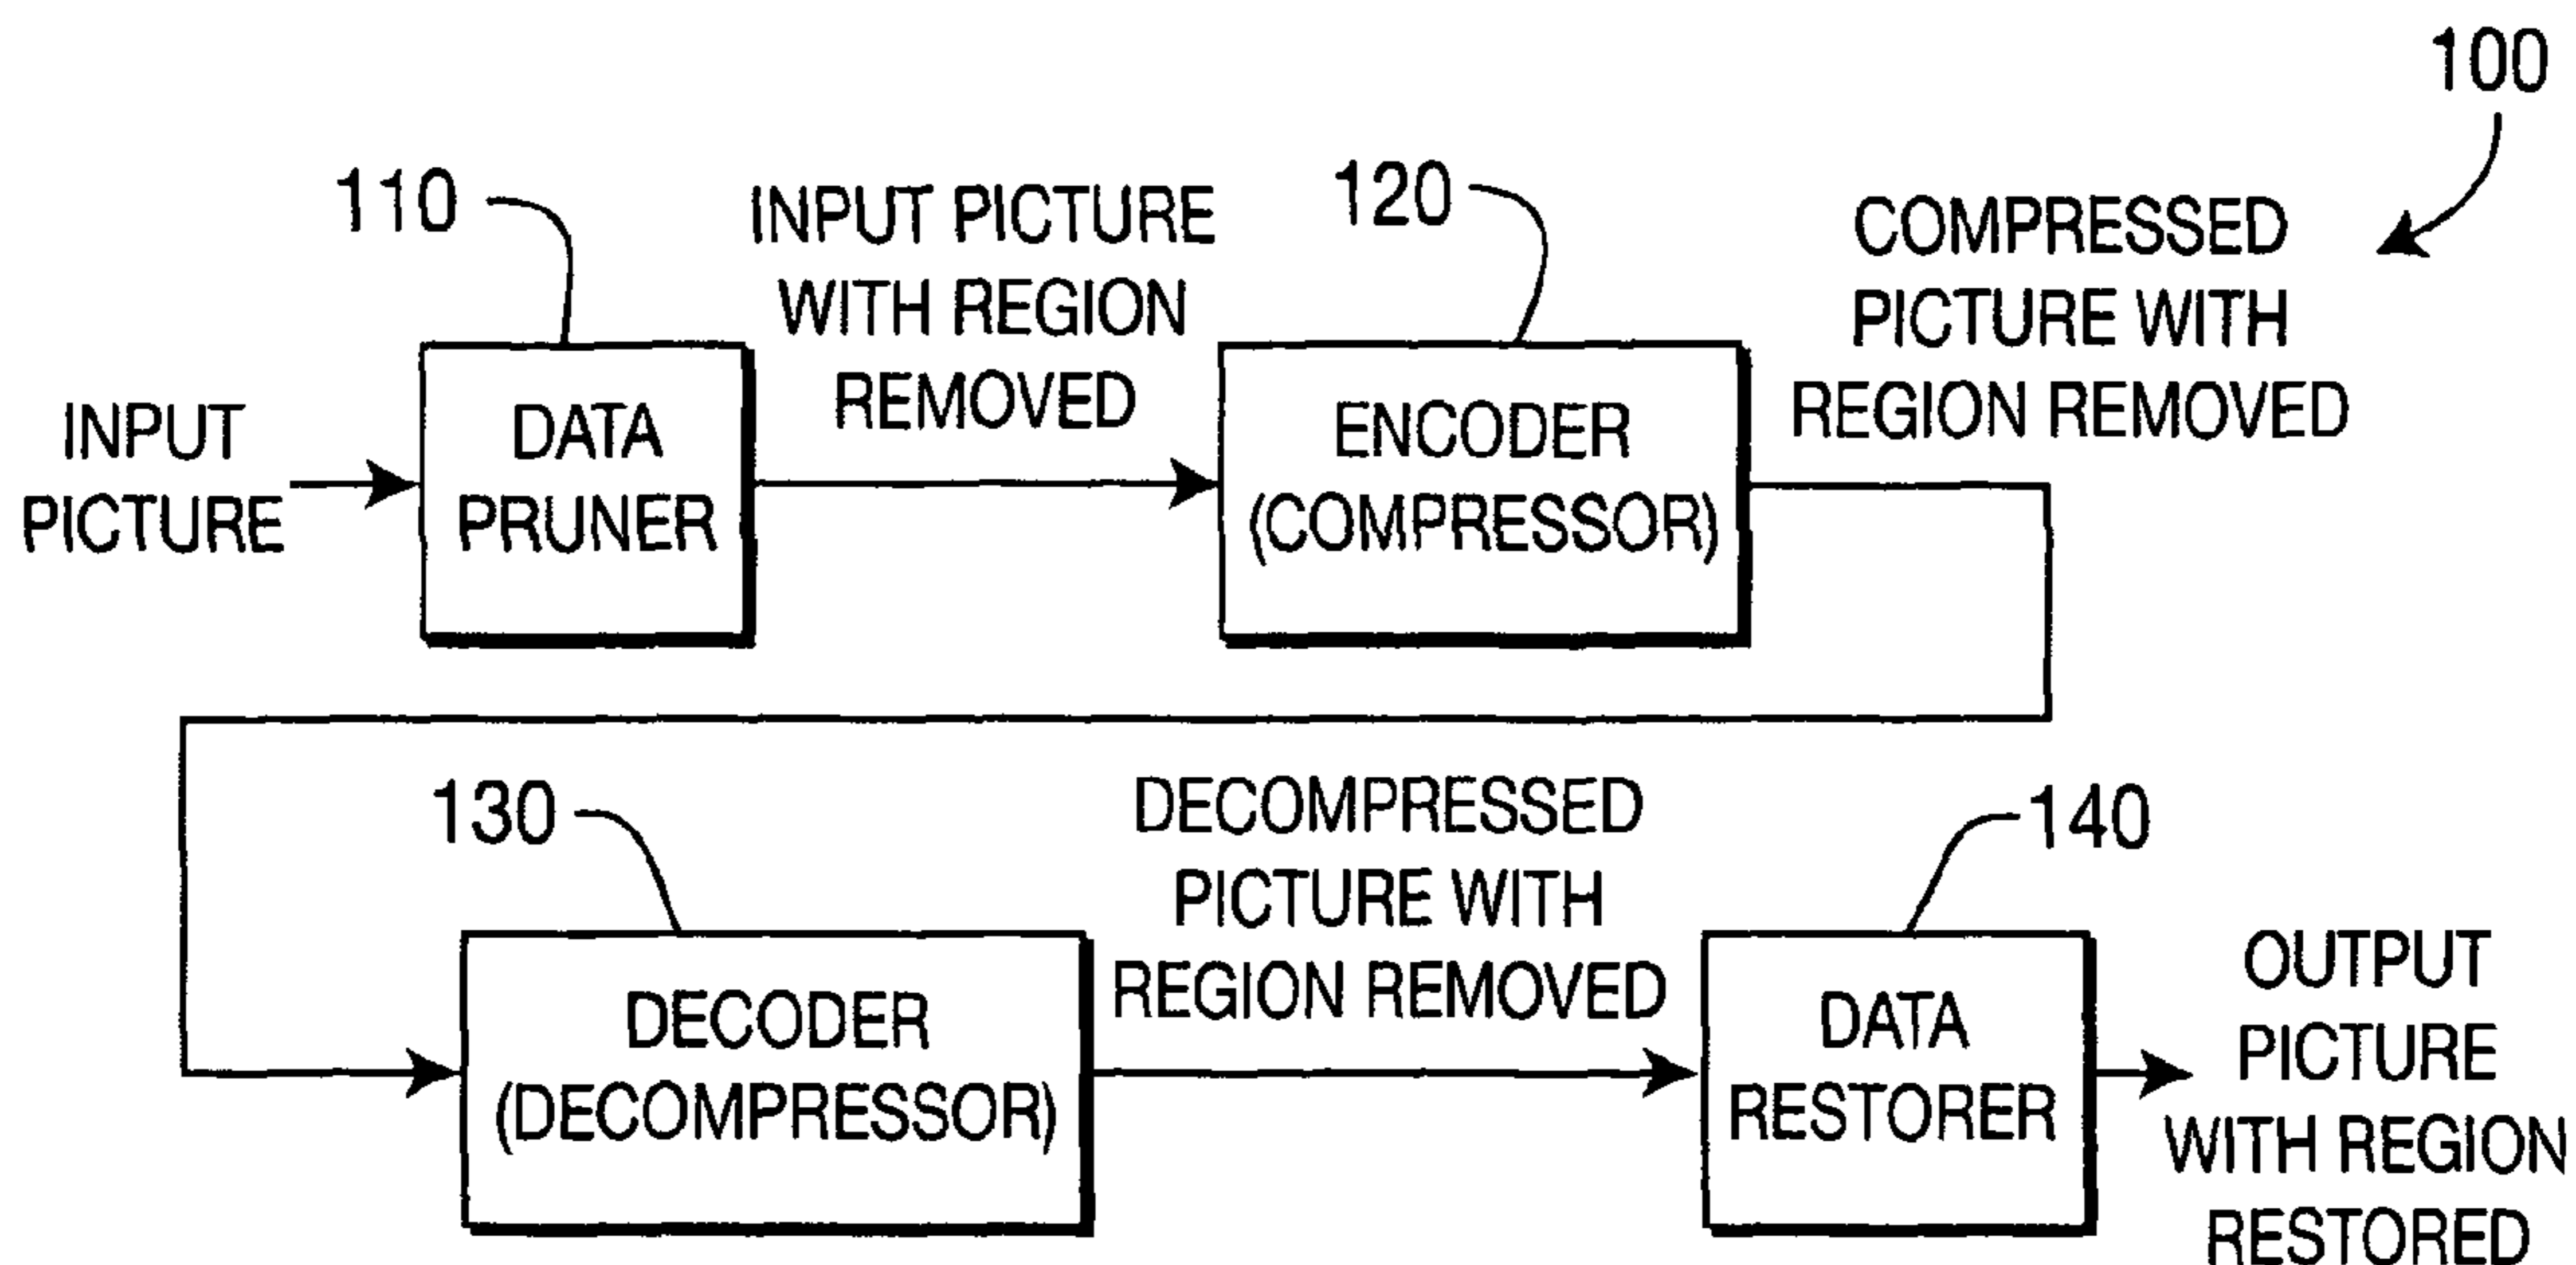 100
110
INPUT PICTURE
WITH REGION
REMOVED
120
COMPRESSED
PICTURE WITH
REGION REMOVED
INPUT
PICTURE
DATA
PRUNER
ENCODER
(COMPRESSOR)
130
DECOMPRESSED
PICTURE WITH
REGION REMOVED
140
DECODER
(DECOMPRESSOR)
DATA
RESTORER
OUTPUT
PICTURE
WITH REGION
RESTORED